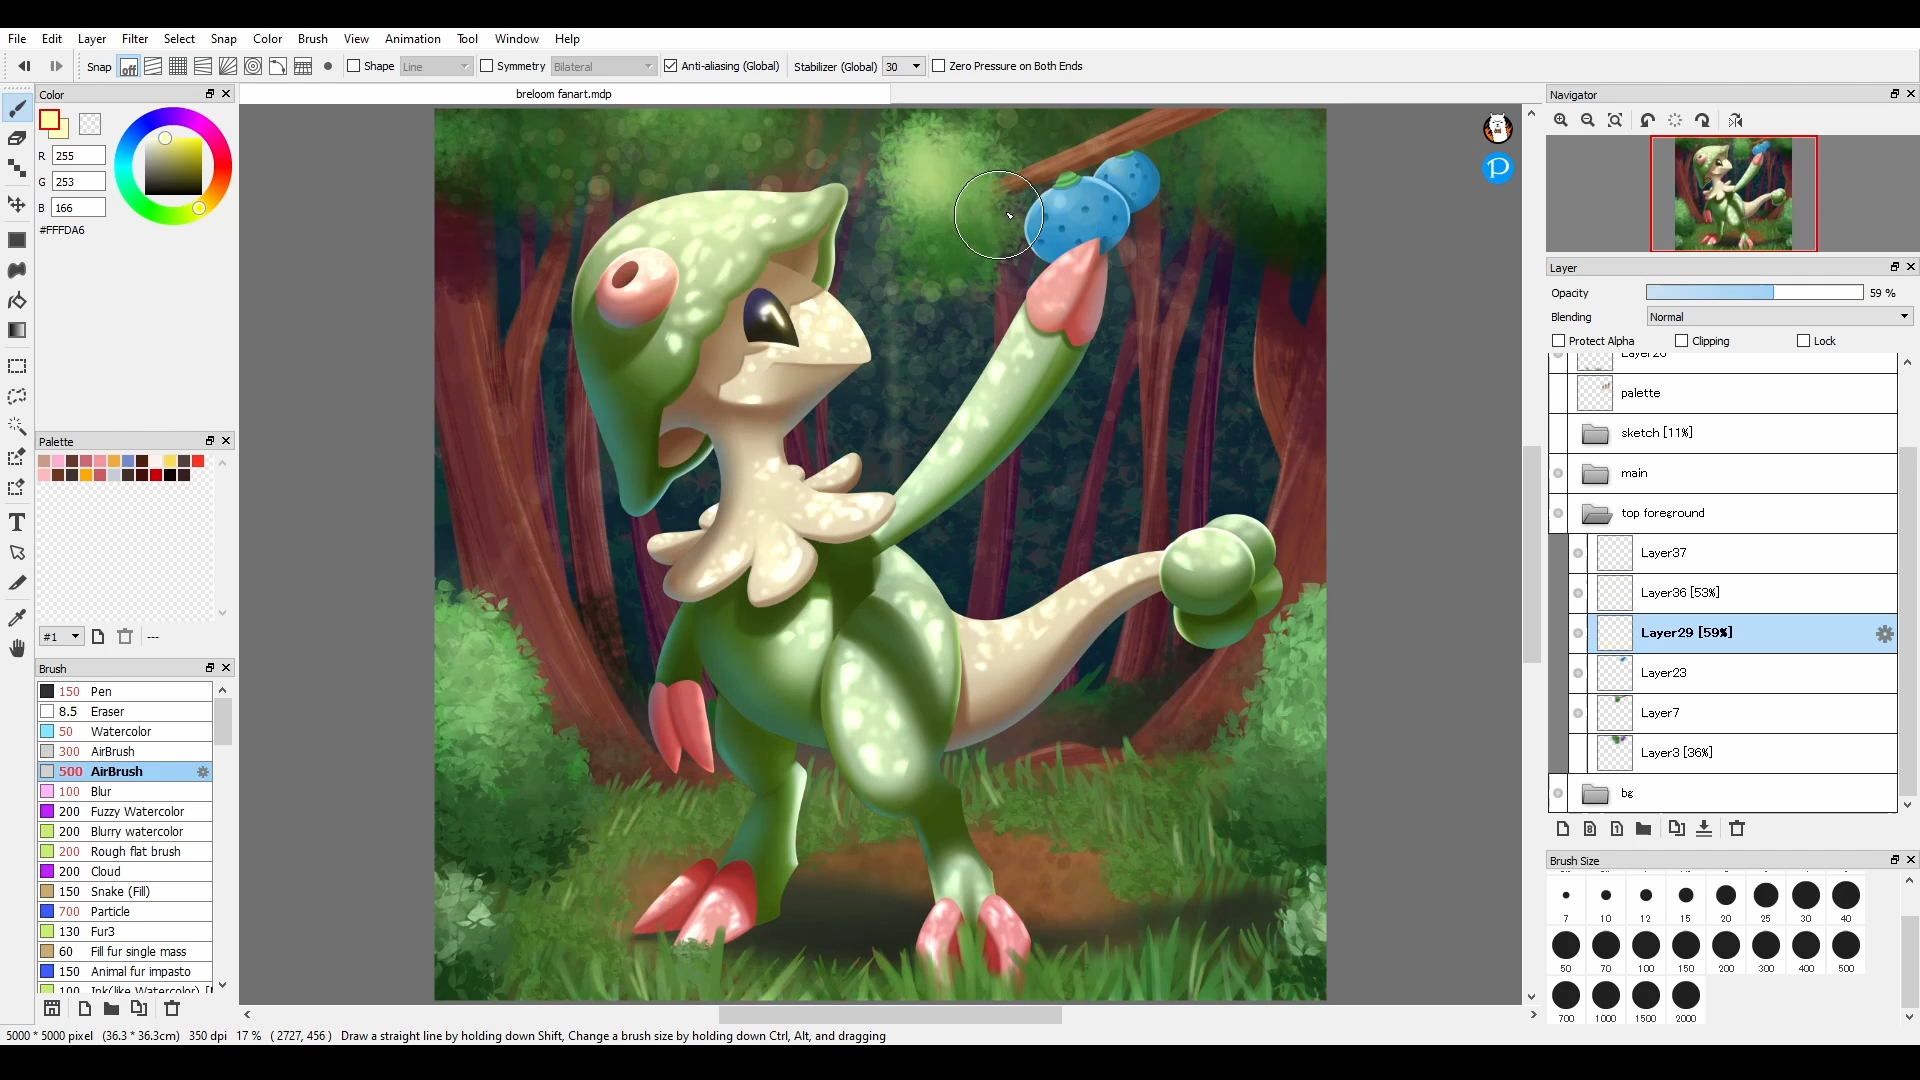 File Edit Layer Filter Select Snap Color Brush View Animation Tool Window Help
Snap off Shape Line Symmetry Bilateral Anti-aliasing (Global) Stabilizer (Global) 30 Zero Pressure on Both Ends
Color
breloom fanart.mdp
R 255
G 253
B 166
#FFFDA6
Palette
#1 ---
Brush
150 Pen
8.5 Eraser
50 Watercolor
300 AirBrush
500 AirBrush
100 Blur
200 Fuzzy Watercolor
200 Blurry watercolor
200 Rough flat brush
200 Cloud
150 Snake (Fill)
700 Particle
130 Fur3
60 Fill fur single mass
150 Animal fur impasto
100 Ink(like Watercolor)
Navigator
Layer
Opacity 59 %
Blending Normal
Protect Alpha Clipping Lock
palette
sketch [11%]
main
top foreground
Layer37
Layer36 [53%]
Layer29 [59%]
Layer23
Layer7
Layer3 [36%]
bg
Brush Size
7 10 12 15 20 25 30 40
50 70 100 150 200 300 400 500
700 1000 1500 2000
5000 * 5000 pixel (36.3 * 36.3cm) 350 dpi 17 % ( 2727, 456 ) Draw a straight line by holding down Shift, Change a brush size by holding down Ctrl, Alt, and dragging